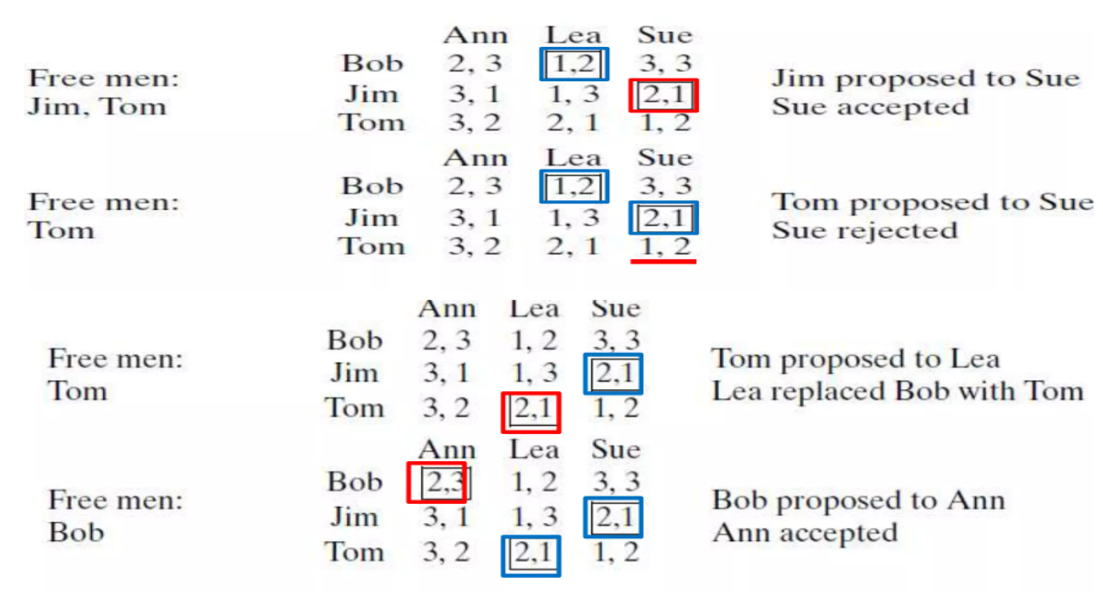 Ann Lea Sue
Free men: Bob 2, 3 1,2 3, 3 Jim proposed to Sue
Jim, Tom Jim 3, 1 1, 3 2,1 Sue accepted
Tom 3, 2 2, 1 1, 2
Ann Lea Sue
Free men: Bob 2, 3 1,2 3, 3 Tom proposed to Sue
Tom Jim 3, 1 1, 3 2,1 Sue rejected
Tom 3, 2 2, 1 1, 2
Ann Lea Sue
Free men: Bob 2, 3 1, 2 3, 3 Tom proposed to Lea
Tom Jim 3, 1 1, 3 2,1 Lea replaced Bob with Tom
Tom 3, 2 2,1 1, 2
Ann Lea Sue
Free men: Bob 2,3 1, 2 3, 3 Bob proposed to Ann
Bob Jim 3, 1 1, 3 2,1 Ann accepted
Tom 3, 2 2,1 1, 2